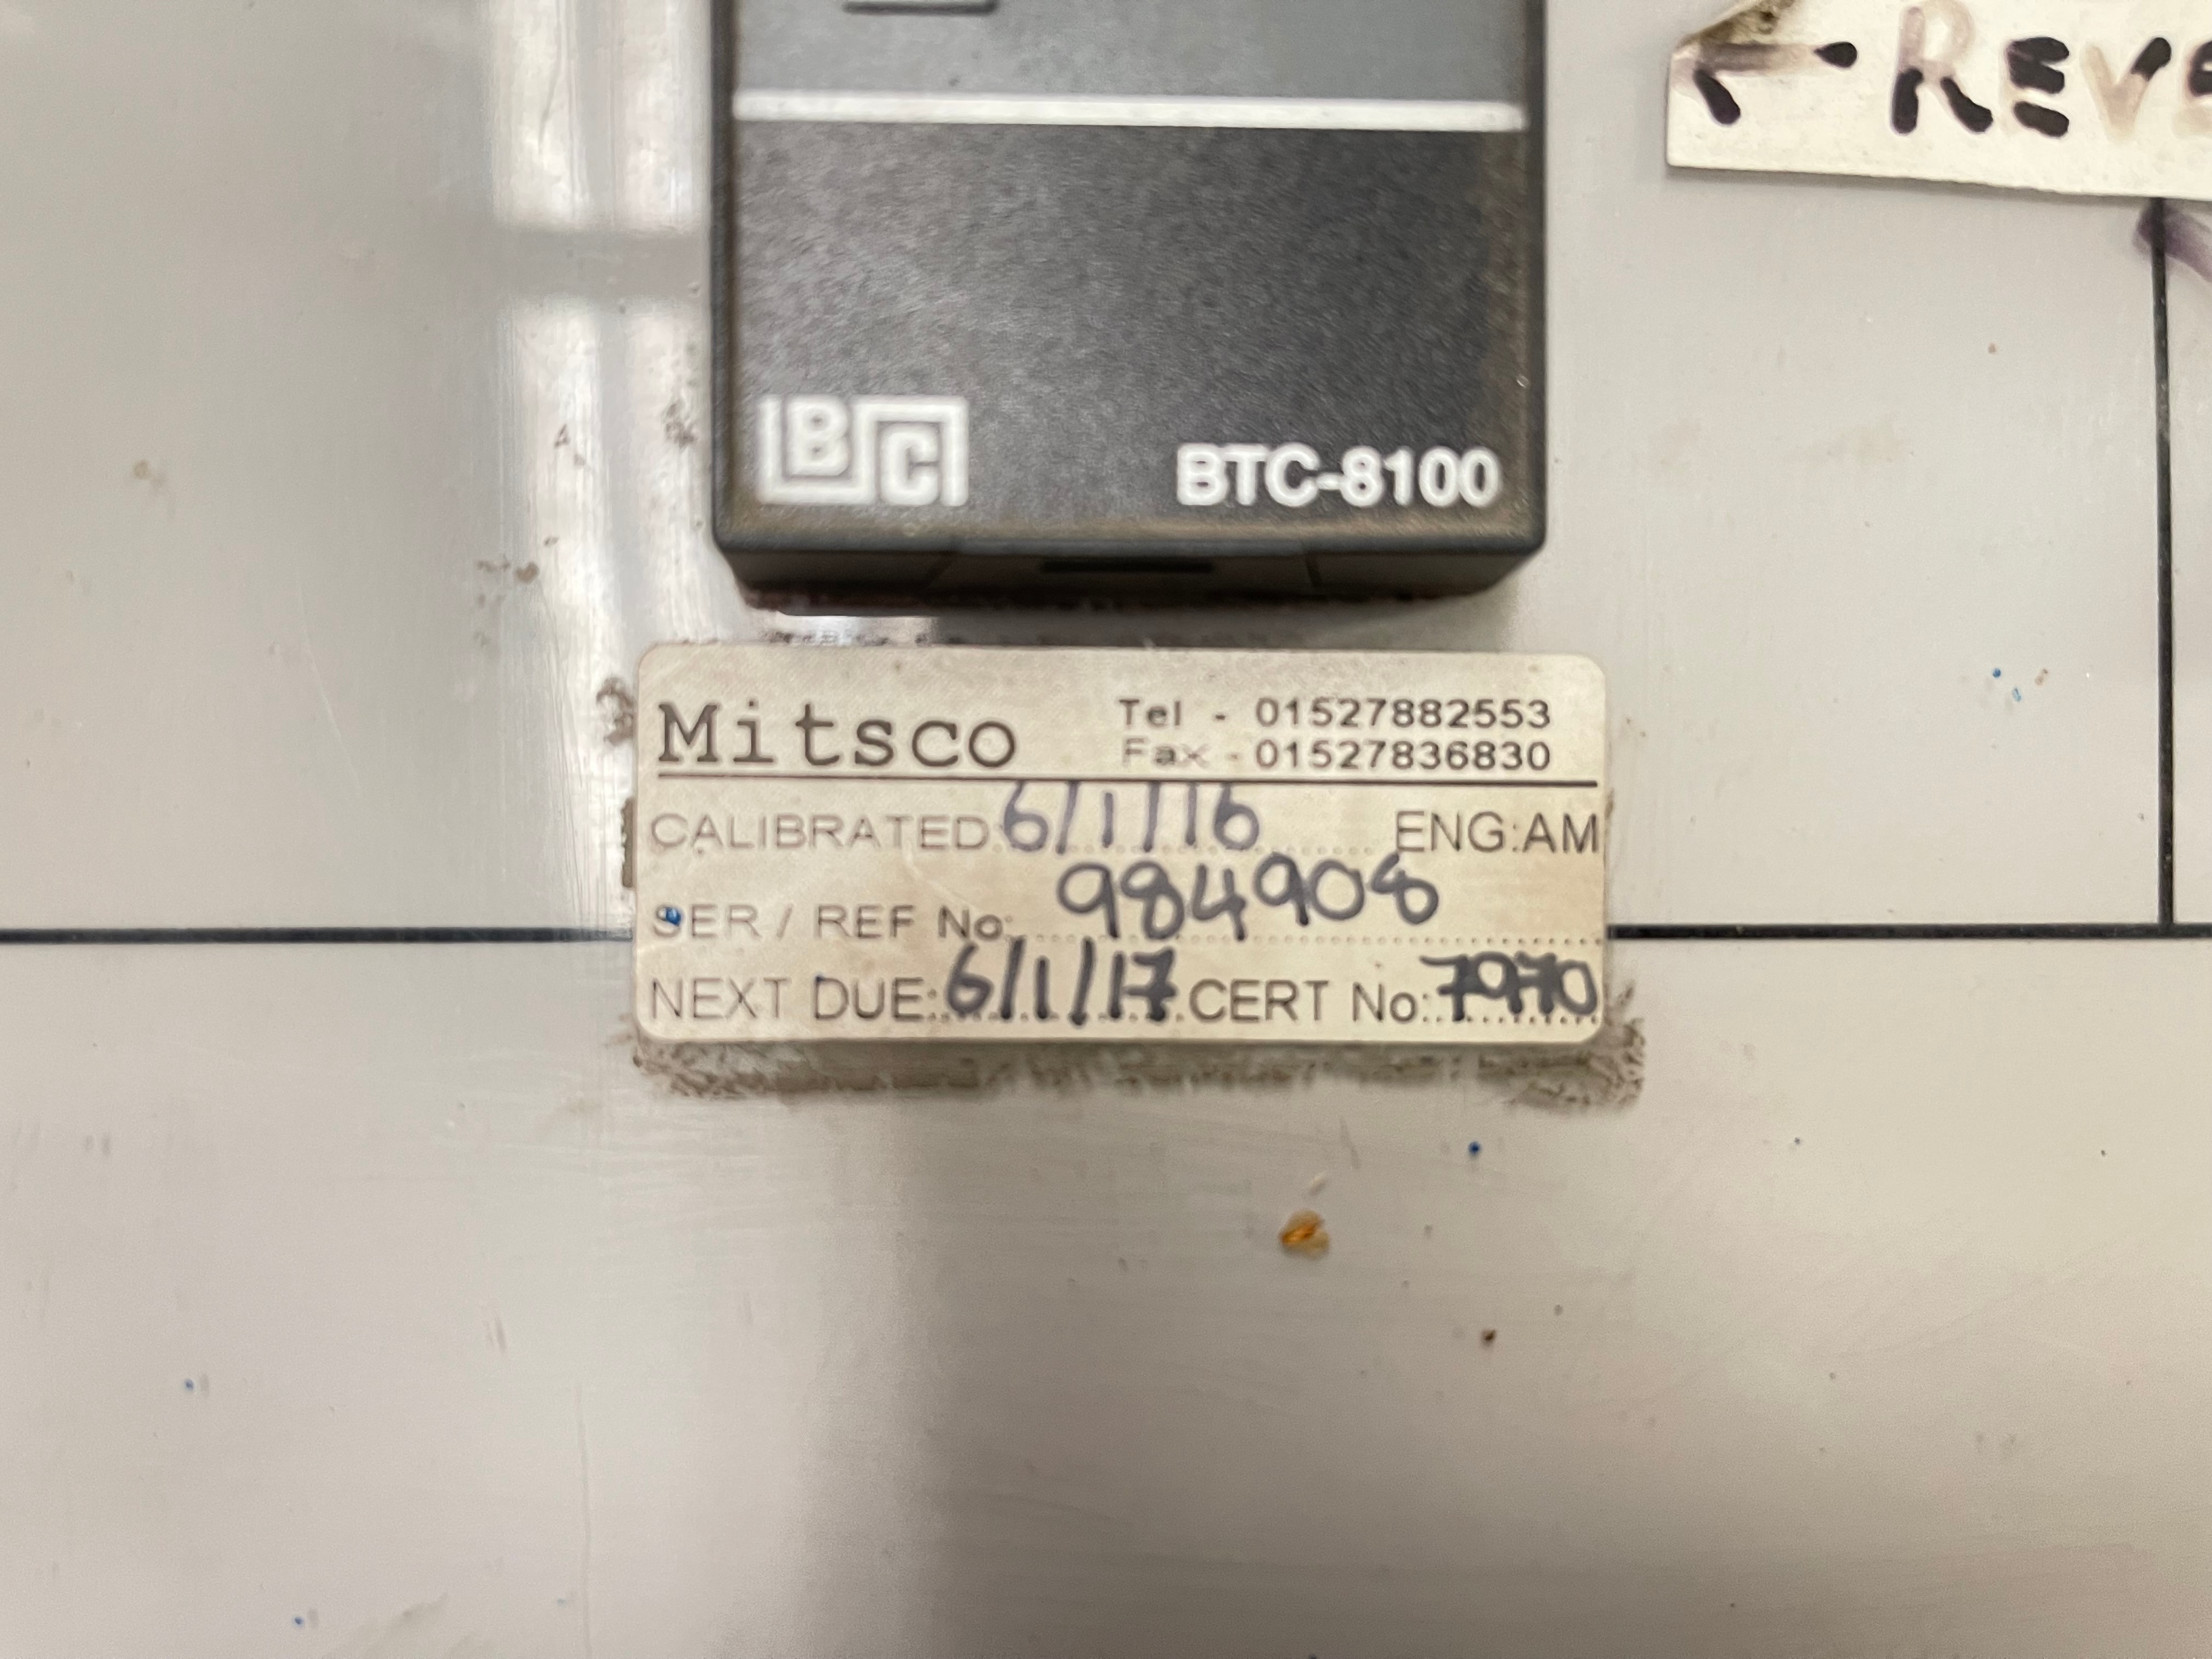 ← REVE
BC
BTC-8100
Mitsco Tel - 01527882553
Fax - 01527836830
CALIBRATED: 6/1/16 ENG:AM
SER / REF No: 984908
NEXT DUE: 6/1/17 CERT No: 7970